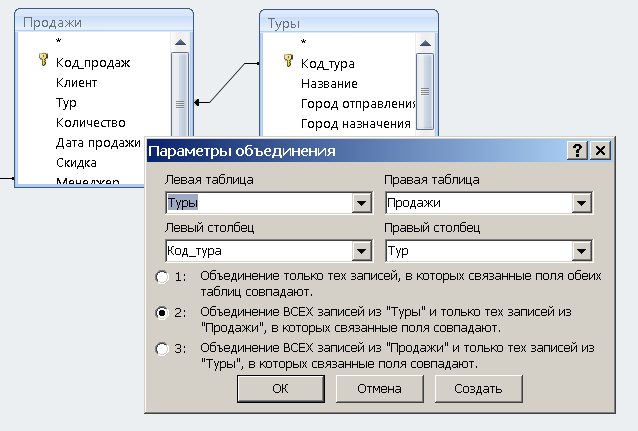 Продажи
*
Код_продаж
Клиент
Тур
Количество
Дата продажи
Скидка
Менеджер
Туры
*
Код_тура
Название
Город отправления
Город назначения
Параметры объединения
Левая таблица
Правая таблица
Туры
Продажи
Левый столбец
Правый столбец
Код_тура
Тур
1: Объединение только тех записей, в которых связанные поля обеих
таблиц совпадают.
2: Объединение ВСЕХ записей из "Туры" и только тех записей из
"Продажи", в которых связанные поля совпадают.
3: Объединение ВСЕХ записей из "Продажи" и только тех записей из
"Туры", в которых связанные поля совпадают.
ОК
Отмена
Создать